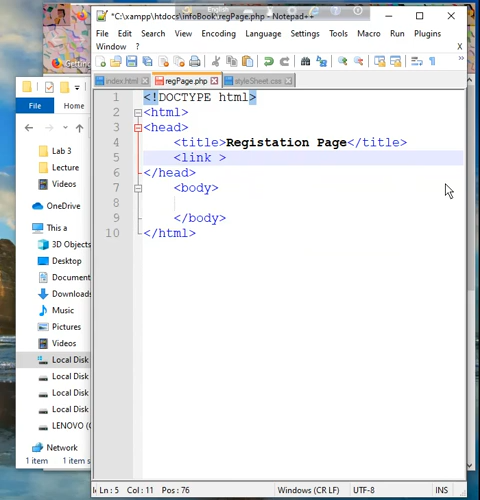 *C:\xampp\htdocs\infoBook\regPage.php - Notepad++
File Edit Search View Encoding Language Settings Tools Macro Run Plugins
Window ? X
index.html regPage.php styleSheet.css
1 <!DOCTYPE html>
2 <html>
3 <head>
4 <title>Registation Page</title>
5 <link >
6 </head>
7 <body>
8
9 </body>
10 </html>
Ln : 5 Col : 11 Pos : 76 Windows (CR LF) UTF-8 INS
File Home
Lab 3
Lecture
Videos
OneDrive
This a
3D Objects
Desktop
Document
Downloads
Music
Pictures
Videos
Local Disk
Local Disk
Local Disk
Local Disk
LENOVO (
Network
1 item 1 item s